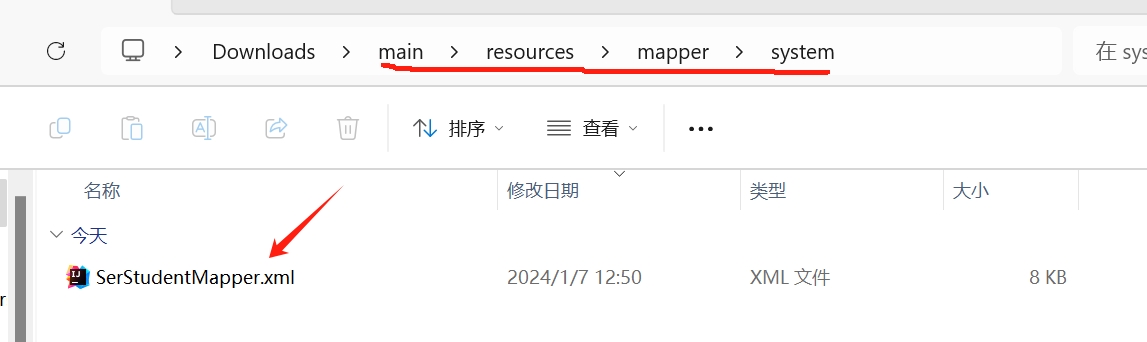 Downloads > main > resources > mapper > system
在 sys
排序
查看
名称
修改日期
类型
大小
今天
r
IJ
SerStudentMapper.xml
2024/1/7 12:50
XML 文件
8 KB